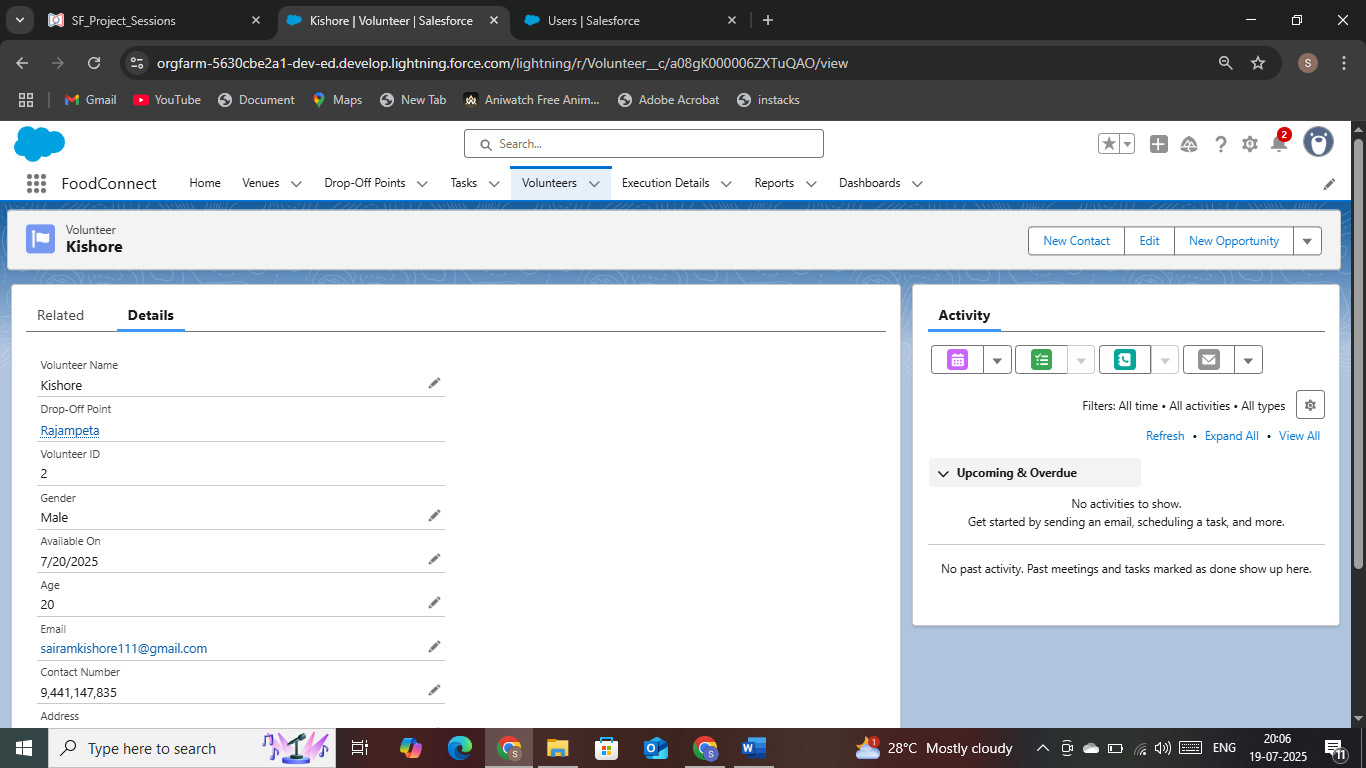 SF_Project_Sessions
Kishore | Volunteer | Salesforce
Users | Salesforce
orgfarm-5630cbe2a1-dev-ed.develop.lightning.force.com/lightning/r/Volunteer__c/a08gK000006ZXTuQAO/view
S
Gmail
YouTube
Document
Maps
New Tab
Aniwatch Free Anim...
Adobe Acrobat
instacks
Search...
2
FoodConnect
Home
Venues
Drop-Off Points
Tasks
Volunteers
Execution Details
Reports
Dashboards
Volunteer
Kishore
New Contact
Edit
New Opportunity
Related
Details
Volunteer Name
Kishore
Drop-Off Point
Rajampeta
Volunteer ID
2
Gender
Male
Available On
7/20/2025
Age
20
Email
sairamkishore111@gmail.com
Contact Number
9,441,147,835
Address
Activity
Filters: All time • All activities • All types
Refresh • Expand All • View All
Upcoming & Overdue
No activities to show.
Get started by sending an email, scheduling a task, and more.
No past activity. Past meetings and tasks marked as done show up here.
Type here to search
1
28°C Mostly cloudy
ENG
20:06
19-07-2025
11